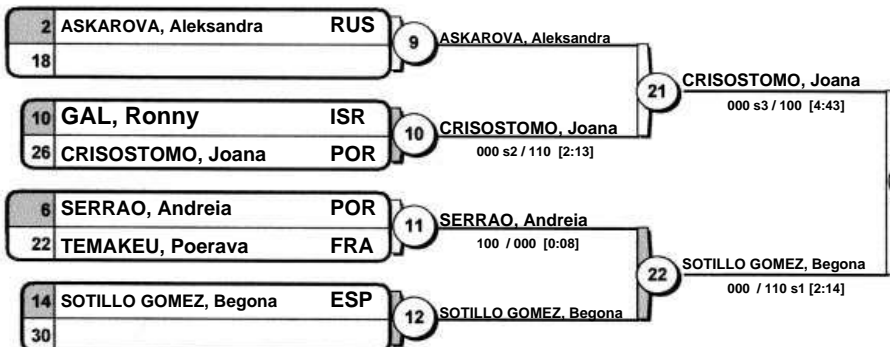 2 ASKAROVA, Aleksandra RUS
18
9 ASKAROVA, Aleksandra
10 GAL, Ronny ISR
26 CRISOSTOMO, Joana POR
10 CRISOSTOMO, Joana
000 s2 / 110 [2:13]
21 CRISOSTOMO, Joana
000 s3 / 100 [4:43]
6 SERRAO, Andreia POR
22 TEMAKEU, Poerava FRA
11 SERRAO, Andreia
100 / 000 [0:08]
14 SOTILLO GOMEZ, Begona ESP
30
12 SOTILLO GOMEZ, Begona
22 SOTILLO GOMEZ, Begona
000 / 110 s1 [2:14]